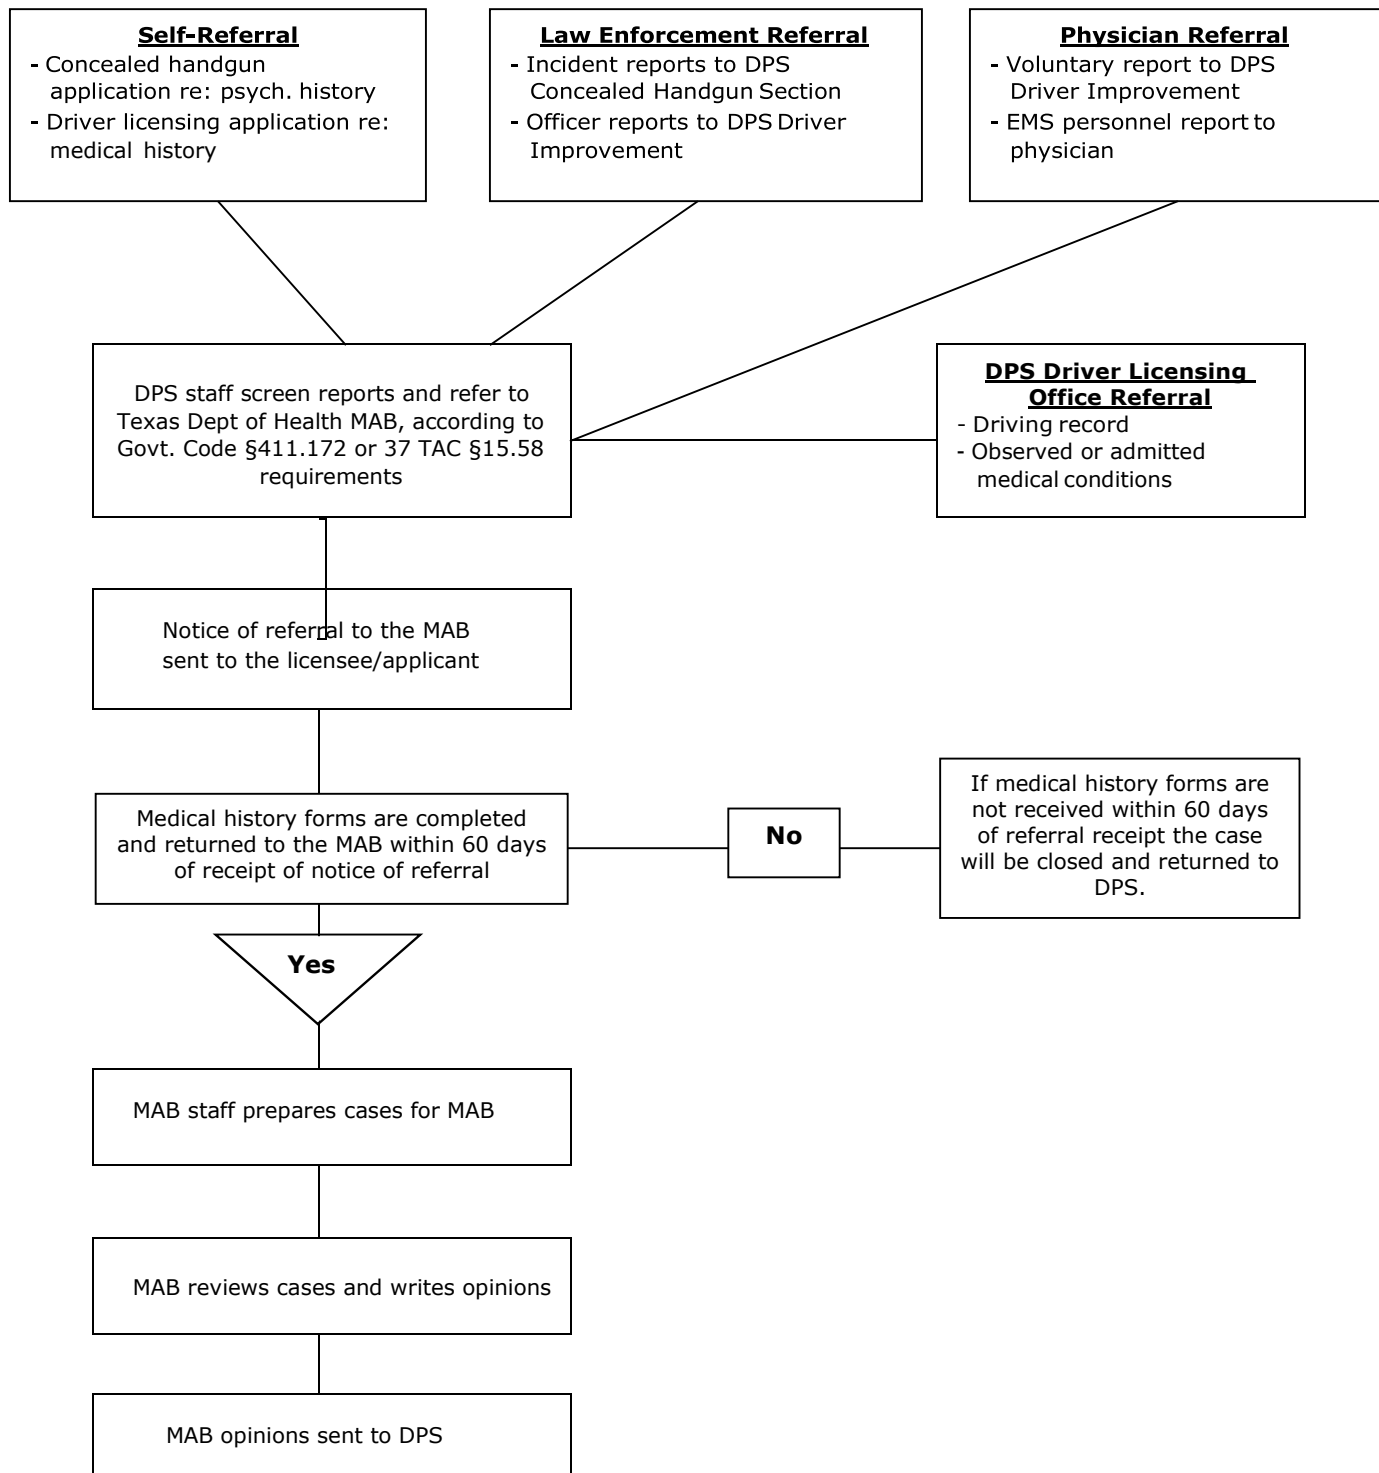 Self-Referral
- Concealed handgun
application re: psych. history
- Driver licensing application re:
medical history
Law Enforcement Referral
- Incident reports to DPS
Concealed Handgun Section
- Officer reports to DPS Driver
Improvement
Physician Referral
- Voluntary report to DPS
Driver Improvement
- EMS personnel report to
physician
DPS staff screen reports and refer to
Texas Dept of Health MAB, according to
Govt. Code §411.172 or 37 TAC §15.58
requirements
DPS Driver Licensing
Office Referral
- Driving record
- Observed or admitted
medical conditions
Notice of referral to the MAB
sent to the licensee/applicant
Medical history forms are completed
and returned to the MAB within 60 days
of receipt of notice of referral
No
If medical history forms are
not received within 60 days
of referral receipt the case
will be closed and returned to
DPS.
Yes
MAB staff prepares cases for MAB
MAB reviews cases and writes opinions
MAB opinions sent to DPS